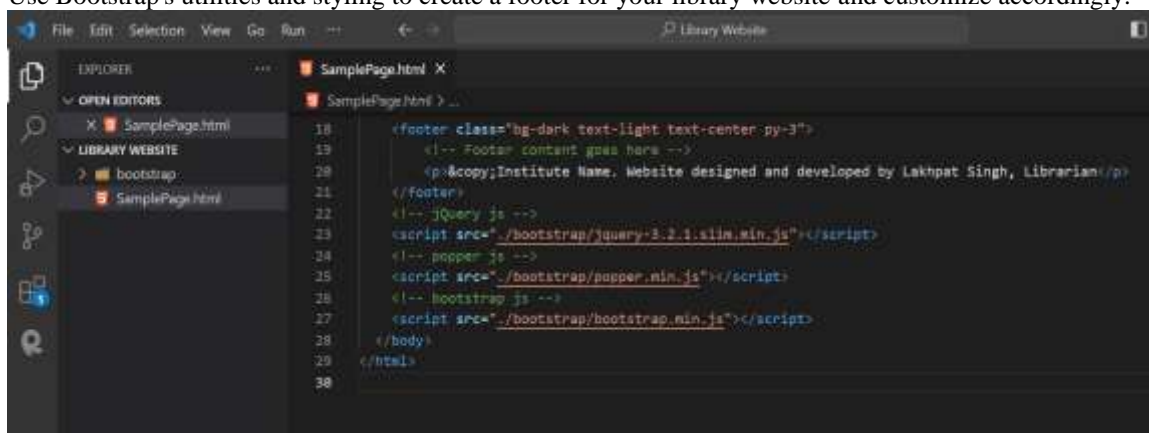 Use Bootstrap's utilities and styling to create a footer for your library website and customize accordingly.
File Edit Selection View Go Run ··· Library Website
EXPLORER ··· SamplePage.html X
OPEN EDITORS SamplePage.html > ...
X SamplePage.html
LIBRARY WEBSITE
bootstrap
SamplePage.html
18 <footer class="bg-dark text-light text-center py-3">
19 <!-- Footer content goes here -->
20 <p>&copy;Institute Name. Website designed and developed by Lakhpat Singh, Librarian</p>
21 </footer>
22 <!-- jQuery js -->
23 <script src="./bootstrap/jquery-3.2.1.slim.min.js"></script>
24 <!-- popper js -->
25 <script src="./bootstrap/popper.min.js"></script>
26 <!-- bootstrap js -->
27 <script src="./bootstrap/bootstrap.min.js"></script>
28 </body>
29 </html>
30